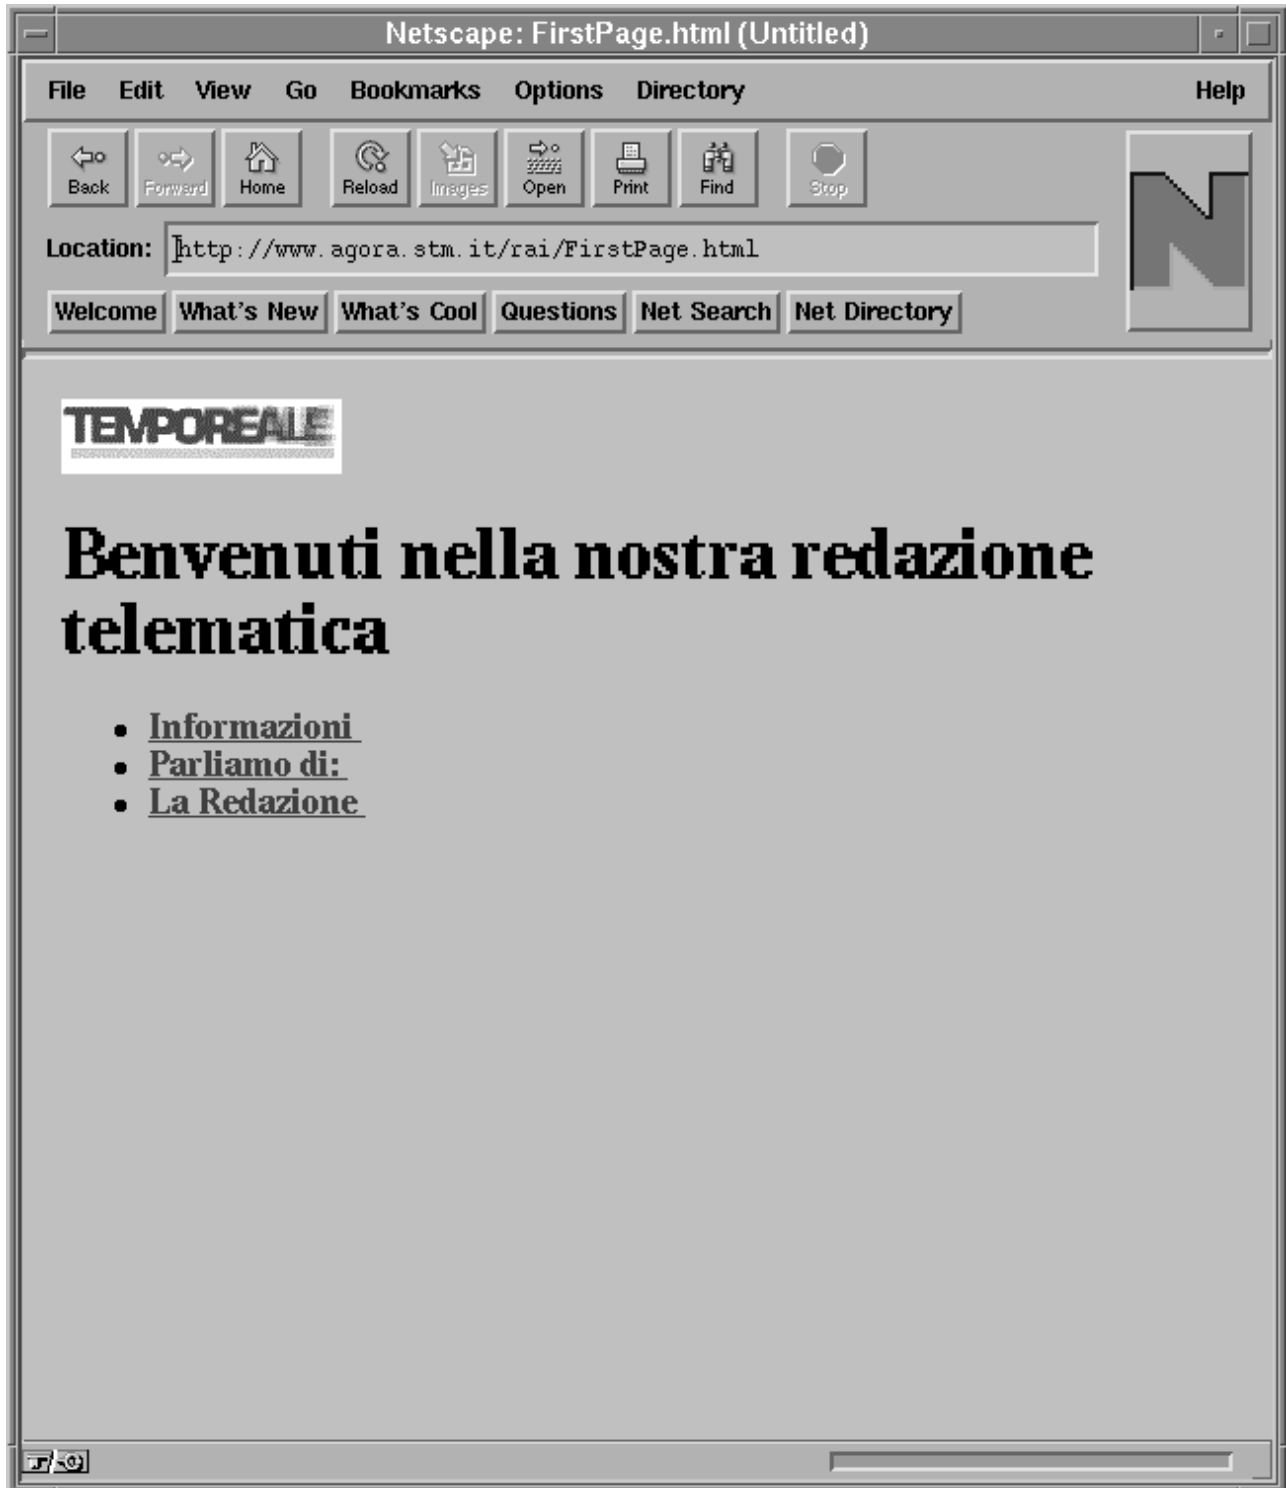 Netscape: FirstPage.html (Untitled)
File Edit View Go Bookmarks Options Directory Help
Back Forward Home Reload Images Open Print Find Stop
Location: http://www.agora.stm.it/rai/FirstPage.html
Welcome What's New What's Cool Questions Net Search Net Directory
N
TEMPOREALE
Benvenuti nella nostra redazione
telematica
• Informazioni
• Parliamo di:
• La Redazione